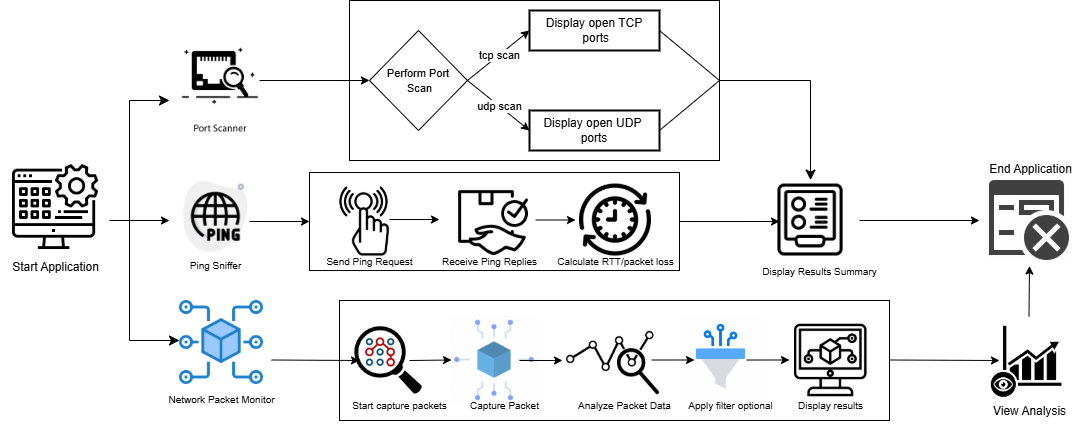 Display open TCP
ports
tcp scan
Perform Port
Scan
udp scan
Display open UDP
ports
Port Scanner
Start Application
PING
Ping Sniffer
Send Ping Request
Receive Ping Replies
Calculate RTT/packet loss
Display Results Summary
End Application
Network Packet Monitor
Start capture packets
Capture Packet
Analyze Packet Data
Apply filter optional
Display results
View Analysis